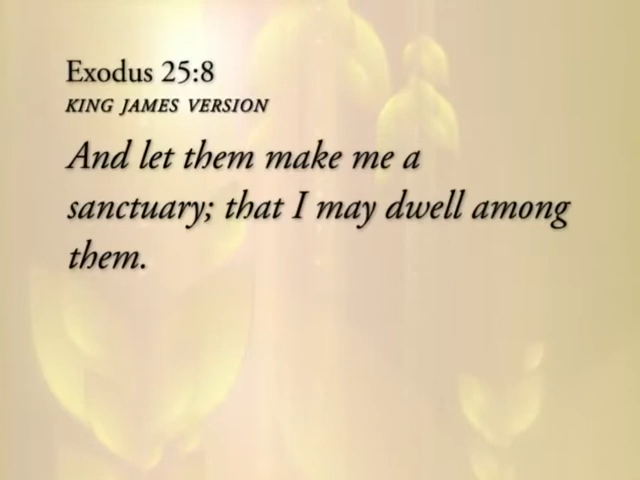 Exodus 25:8
KING JAMES VERSION
And let them make me a
sanctuary; that I may dwell among
them.